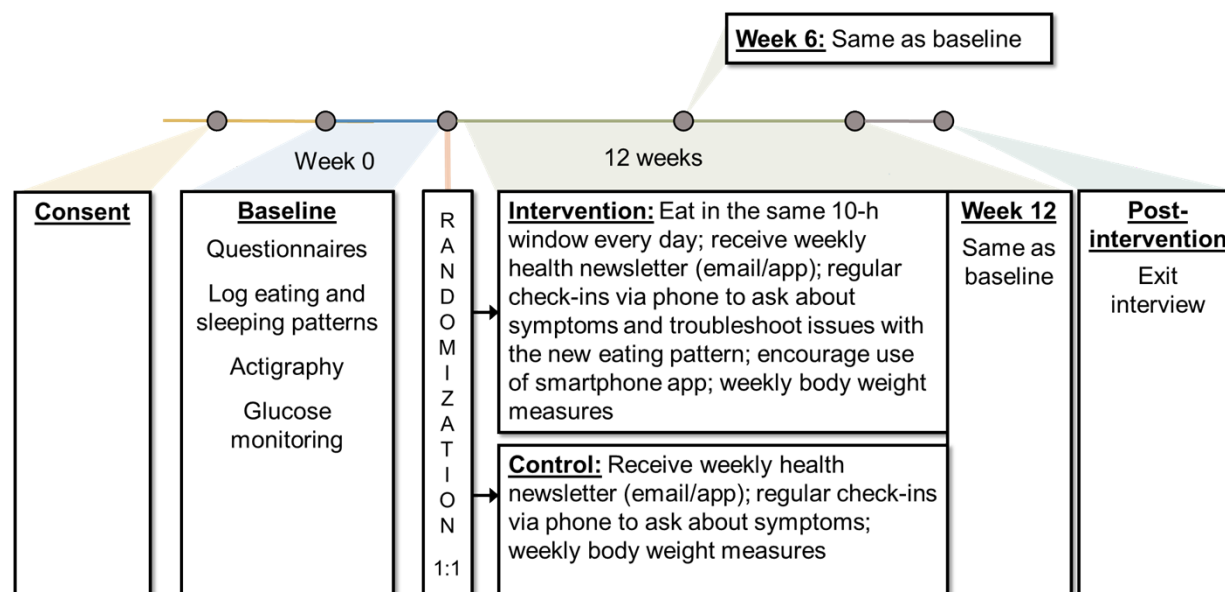 Week 6: Same as baseline
Week 0
12 weeks
Consent
Baseline
Questionnaires
Log eating and
sleeping patterns
Actigraphy
Glucose
monitoring
R
A
N
D
O
M
I
Z
A
T
I
O
N
1:1
Intervention: Eat in the same 10-h
window every day; receive weekly
health newsletter (email/app); regular
check-ins via phone to ask about
symptoms and troubleshoot issues with
the new eating pattern; encourage use
of smartphone app; weekly body weight
measures
Control: Receive weekly health
newsletter (email/app); regular check-ins
via phone to ask about symptoms;
weekly body weight measures
Week 12
Same as
baseline
Post-
intervention
Exit
interview